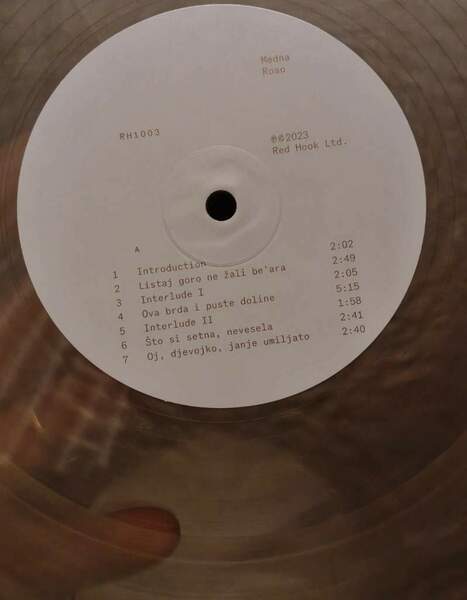 Medna
Roso
RH1003
℗©2023
Red Hook Ltd.
A
1 Introduction 2:02
2 Listaj goro ne žali be'ara 2:49
3 Interlude I 2:05
4 Ova brda i puste doline 5:15
5 Interlude II 1:58
6 Što si setna, nevesela 2:41
7 Oj, djevojko, janje umiljato 2:40